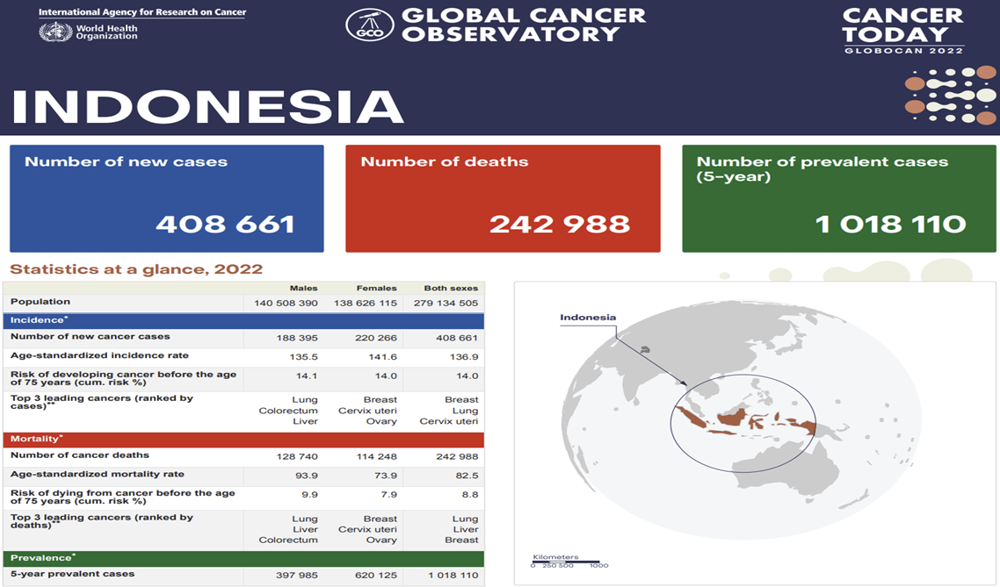 International Agency for Research on Cancer
World Health
Organization
GCO
GLOBAL CANCER
OBSERVATORY
CANCER
TODAY
GLOBOCAN 2022
INDONESIA
Number of new cases
408 661
Number of deaths
242 988
Number of prevalent cases
(5-year)
1 018 110
Statistics at a glance, 2022
Males Females Both sexes
Population 140 508 390 138 626 115 279 134 505
Incidence*
Number of new cancer cases 188 395 220 266 408 661
Age-standardized incidence rate 135.5 141.6 136.9
Risk of developing cancer before the age
of 75 years (cum. risk %) 14.1 14.0 14.0
Top 3 leading cancers (ranked by
cases)** Lung Breast Breast
Colorectum Cervix uteri Lung
Liver Ovary Cervix uteri
Mortality*
Number of cancer deaths 128 740 114 248 242 988
Age-standardized mortality rate 93.9 73.9 82.5
Risk of dying from cancer before the age
of 75 years (cum. risk %) 9.9 7.9 8.8
Top 3 leading cancers (ranked by
deaths)** Lung Breast Lung
Liver Cervix uteri Liver
Colorectum Ovary Breast
Prevalence*
5-year prevalent cases 397 985 620 125 1 018 110
Indonesia
Kilometers
0 250 500 1000